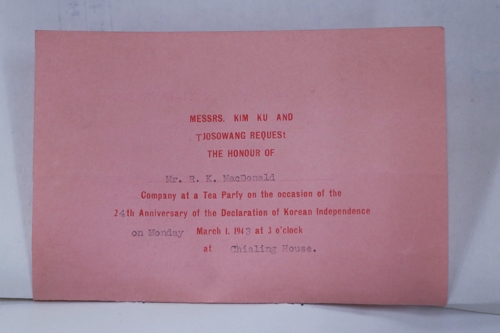 MESSRS. KIM KU AND
TJOSOWANG REQUEST
THE HONOUR OF
Mr. R. K. MacDonald
Company at a Tea Party on the occasion of the
24th Anniversary of the Declaration of Korean Independence
on Monday March 1, 1943 at 3 o'clock
at Chialing House.